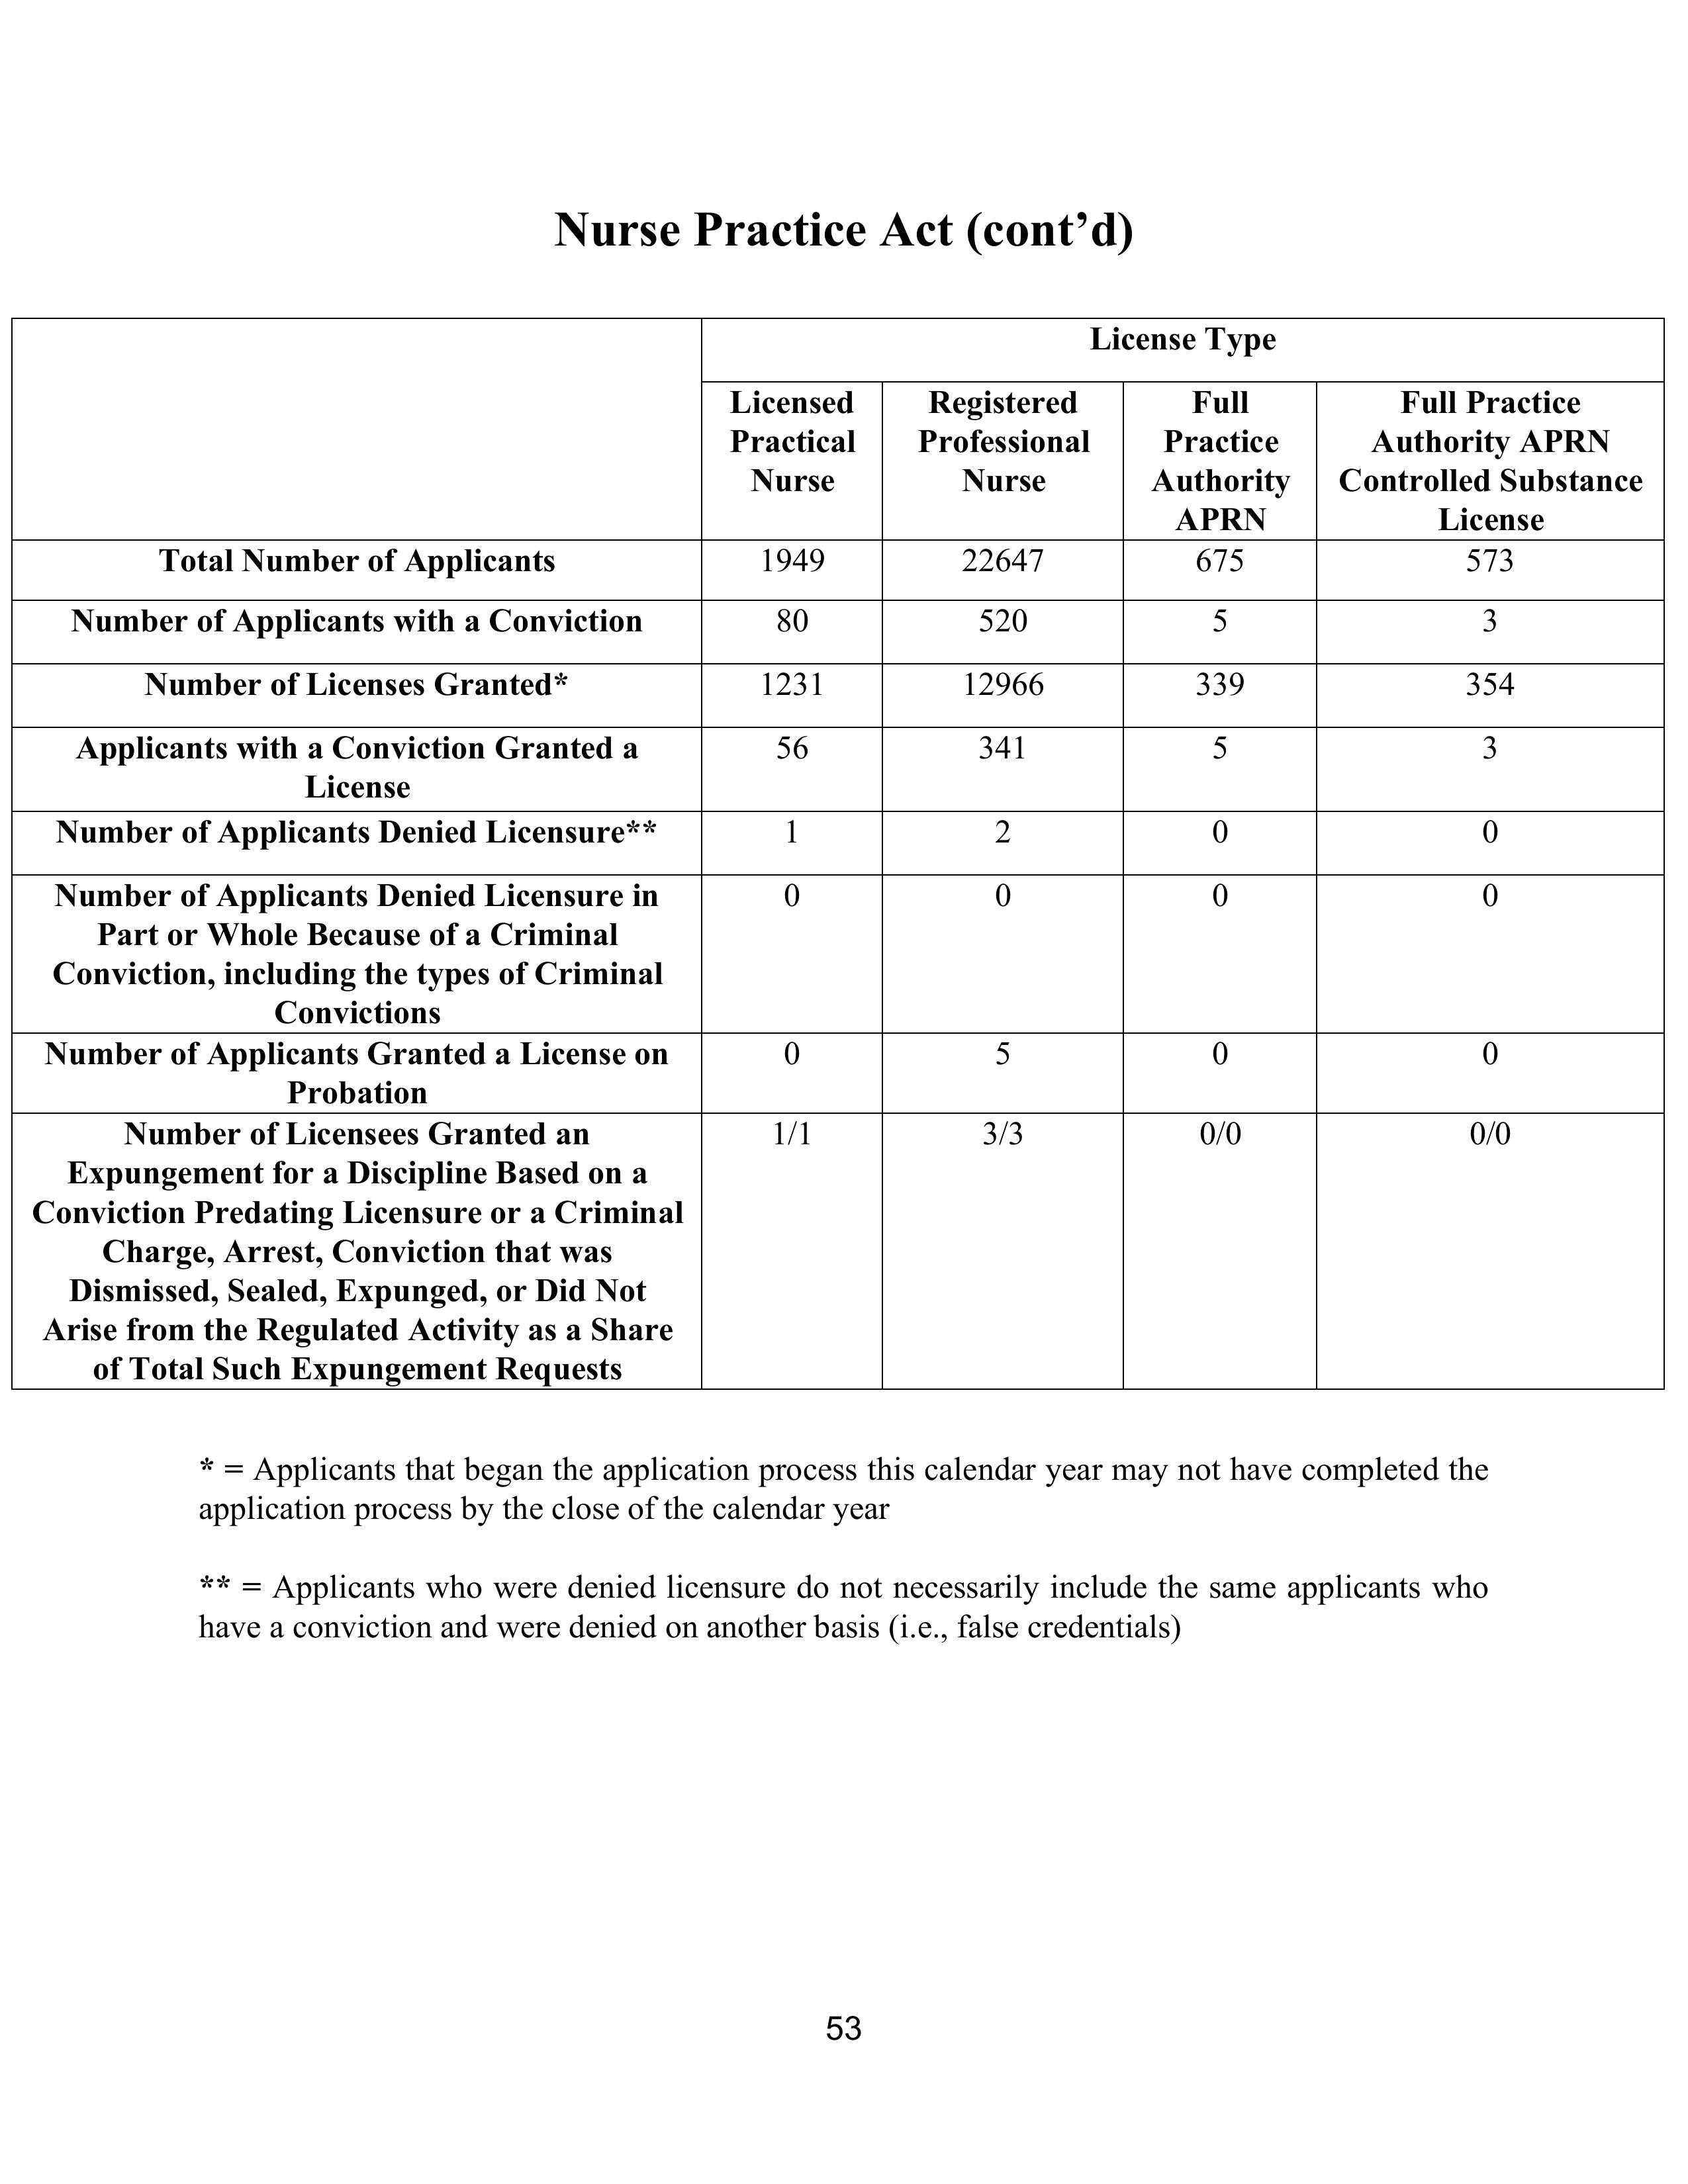 Nurse Practice Act (cont’d)
License Type
Licensed
Practical
Nurse
Registered
Professional
Nurse
Full
Practice
Authority
APRN
Full Practice
Authority APRN
Controlled Substance
License
Total Number of Applicants 1949 22647 675 573
Number of Applicants with a Conviction 80 520 5 3
Number of Licenses Granted* 1231 12966 339 354
Applicants with a Conviction Granted a 56 341 5 3
License
Number of Applicants Denied Licensure** 1 2 0 0
Number of Applicants Denied Licensure in 0 0 0 0
Part or Whole Because of a Criminal
Conviction, including the types of Criminal
Convictions
Number of Applicants Granted a License on 0 5 0 0
Probation
Number of Licensees Granted an 1/1 3/3 0/0 0/0
Expungement for a Discipline Based on a
Conviction Predating Licensure or a Criminal
Charge, Arrest, Conviction that was
Dismissed, Sealed, Expunged, or Did Not
Arise from the Regulated Activity as a Share
of Total Such Expungement Requests
* = Applicants that began the application process this calendar year may not have completed the
application process by the close of the calendar year
** = Applicants who were denied licensure do not necessarily include the same applicants who
have a conviction and were denied on another basis (i.e., false credentials)
53